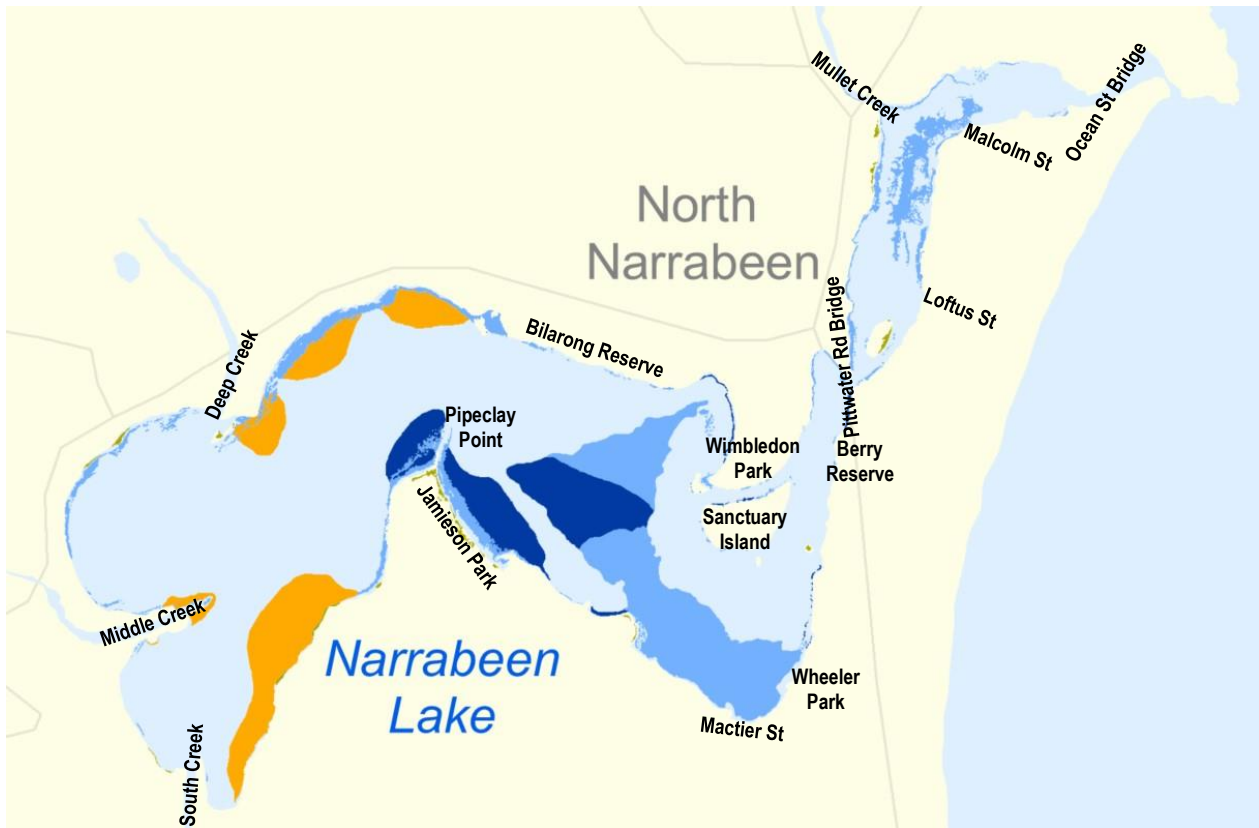 Mullet Creek
Ocean St Bridge
Malcolm St
North
Narrabeen
Loftus St
Pittwater Rd Bridge
Bilarong Reserve
Deep Creek
Pipeclay
Point
Wimbledon
Park
Berry
Reserve
Jamieson Park
Sanctuary
Island
Middle Creek
Narrabeen
Lake
Wheeler
Park
Mactier St
South Creek